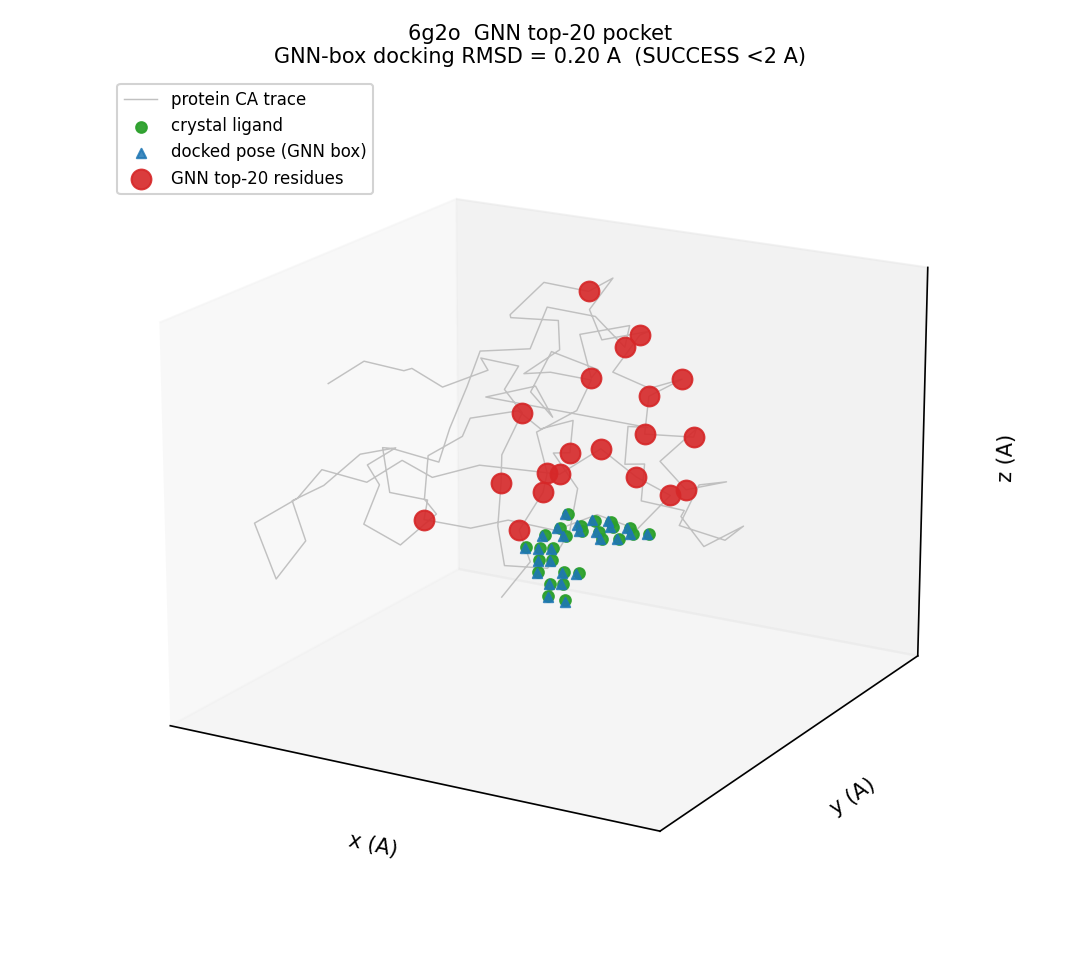 6g2o  GNN top-20 pocket
GNN-box docking RMSD = 0.20 A  (SUCCESS <2 A)
protein CA trace
crystal ligand
docked pose (GNN box)
GNN top-20 residues
z (A)
y (A)
x (A)